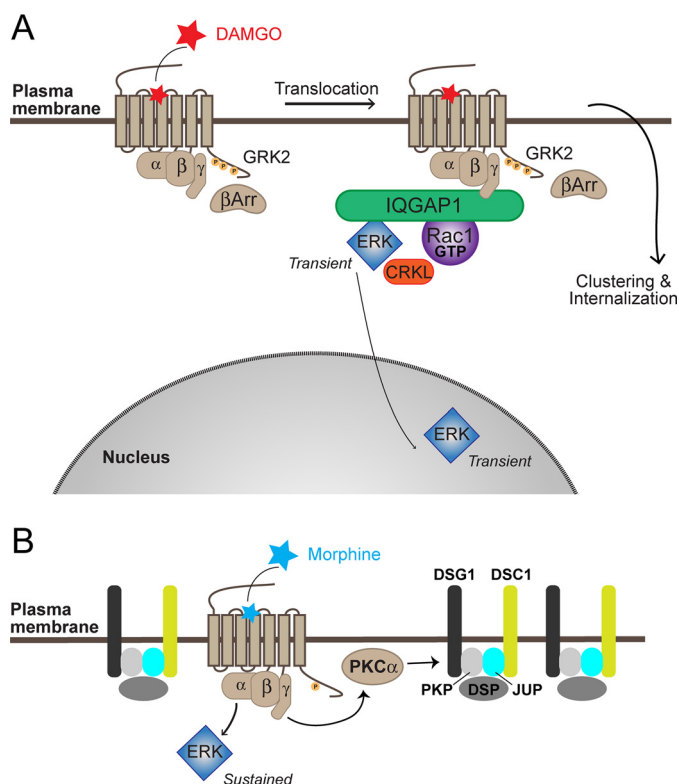 A
DAMGO
Plasma
membrane
Translocation
α β γ
P P P
GRK2
βArr
α β γ
P P P
GRK2
βArr
IQGAP1
ERK
Rac1
GTP
Transient
CRKL
Clustering &
Internalization
Nucleus
ERK
Transient
B
Morphine
DSG1 DSC1
Plasma
membrane
α β γ
P
PKCα
PKP DSP JUP
ERK
Sustained